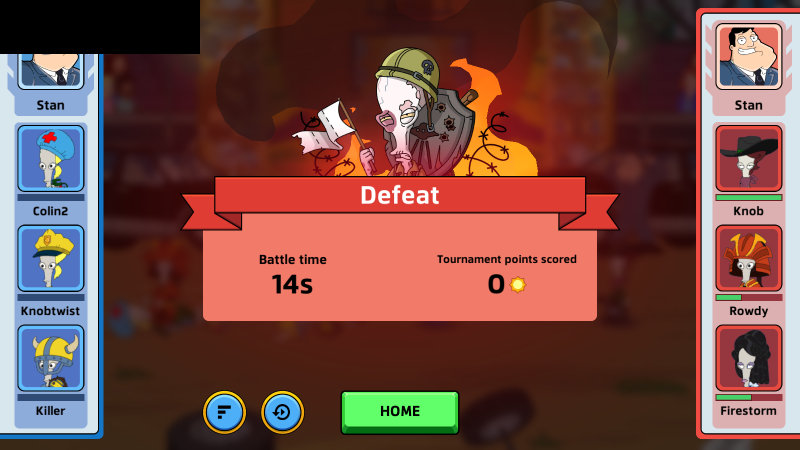 Stan
Colin2
Knobtwist
Killer
Defeat
Battle time
14s
Tournament points scored
0
HOME
Stan
Knob
Rowdy
Firestorm